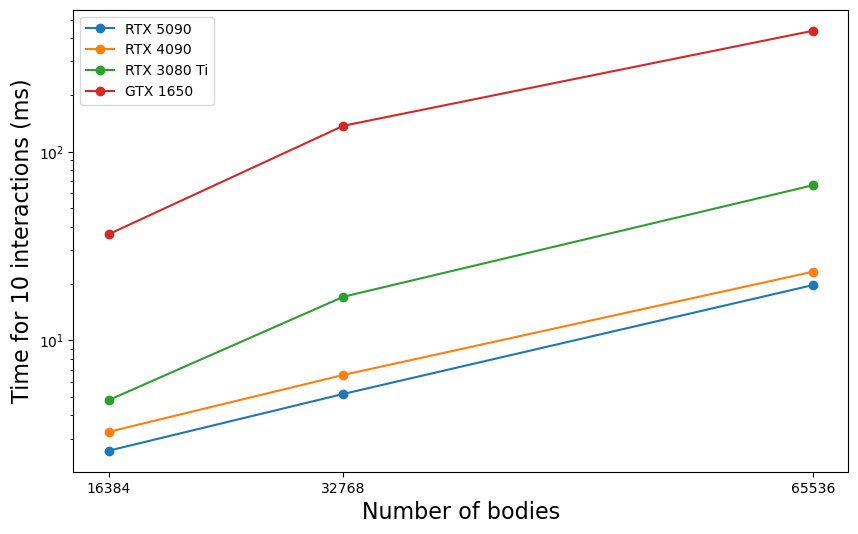 RTX 5090
RTX 4090
RTX 3080 Ti
GTX 1650
Time for 10 interactions (ms)
10²
10¹
16384 32768 65536
Number of bodies